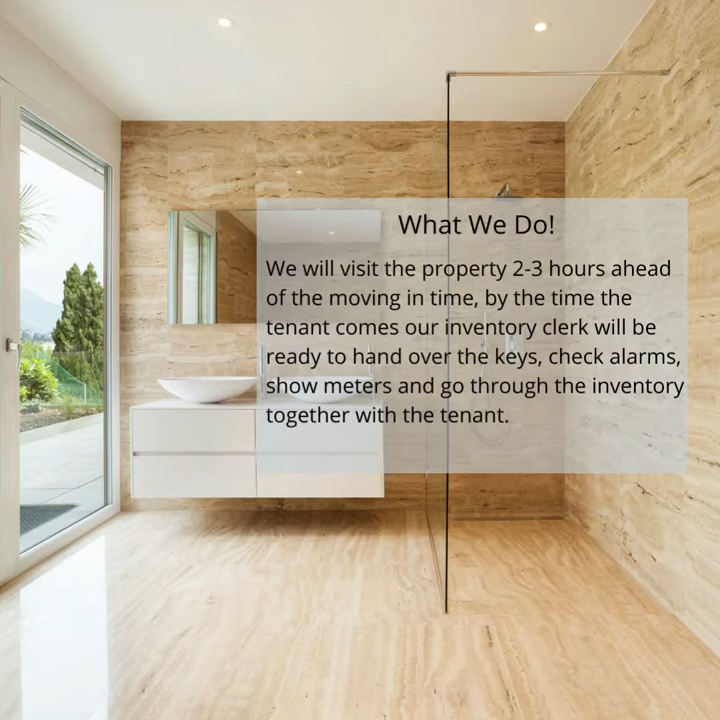 What We Do!
We will visit the property 2-3 hours ahead
of the moving in time, by the time the
tenant comes our inventory clerk will be
ready to hand over the keys, check alarms,
show meters and go through the inventory
together with the tenant.